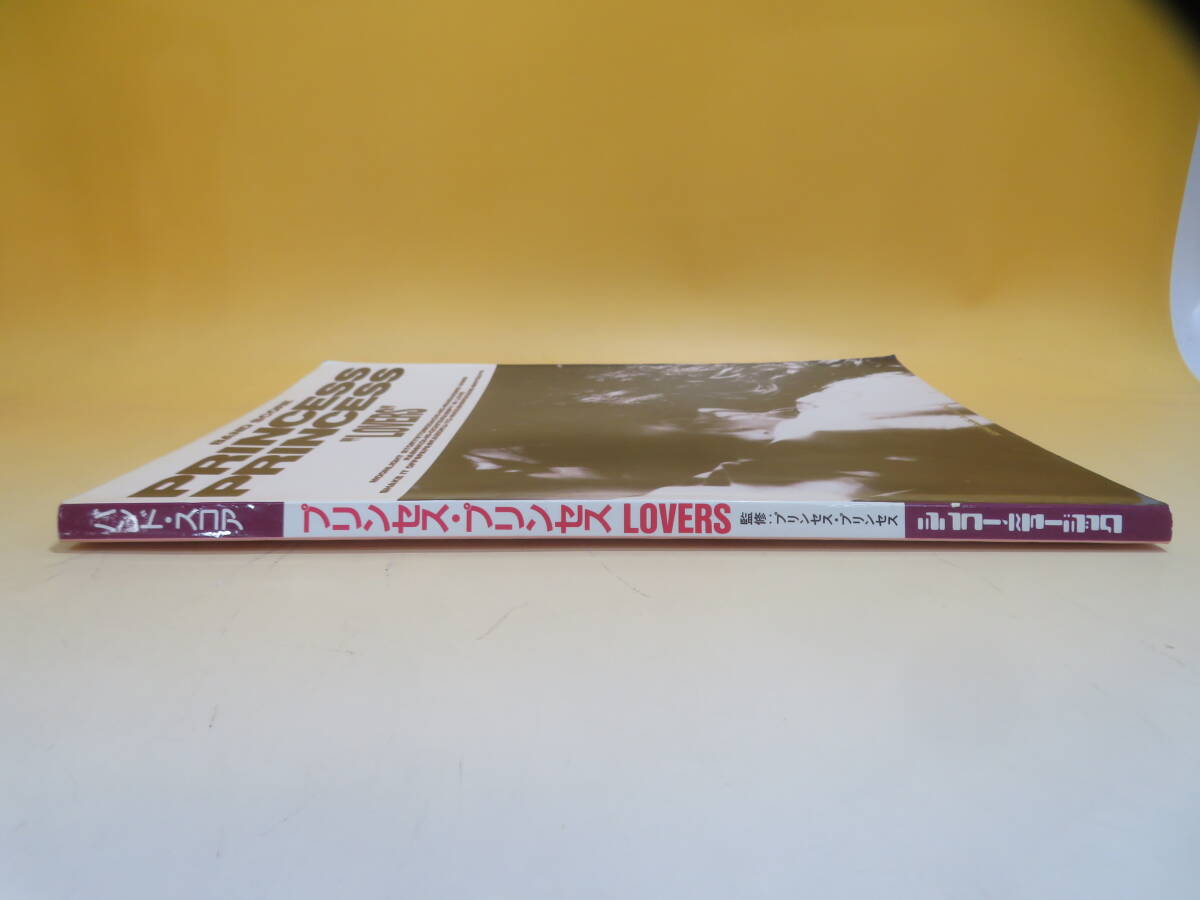 BAND SCORE
PRINCESS
PRINCESS
"LOVERS"
バンド・スコア
プリンセス・プリンセス LOVERS 監修:プリンセス・プリンセス
シンコー・ミュージック